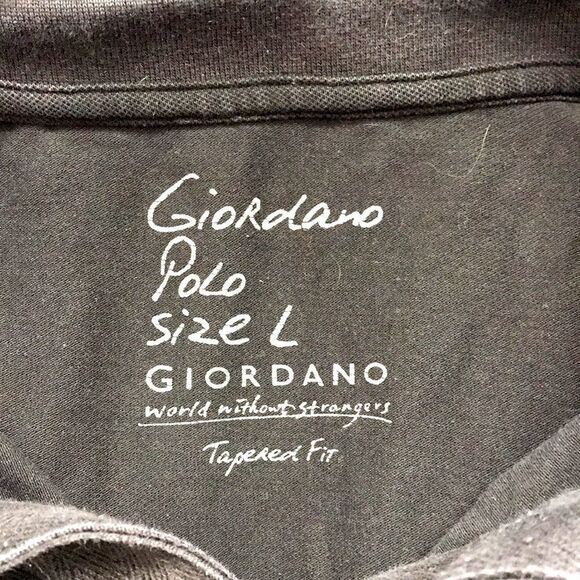 Giordano
Polo
size L
GIORDANO
world without strangers
Tapered Fit